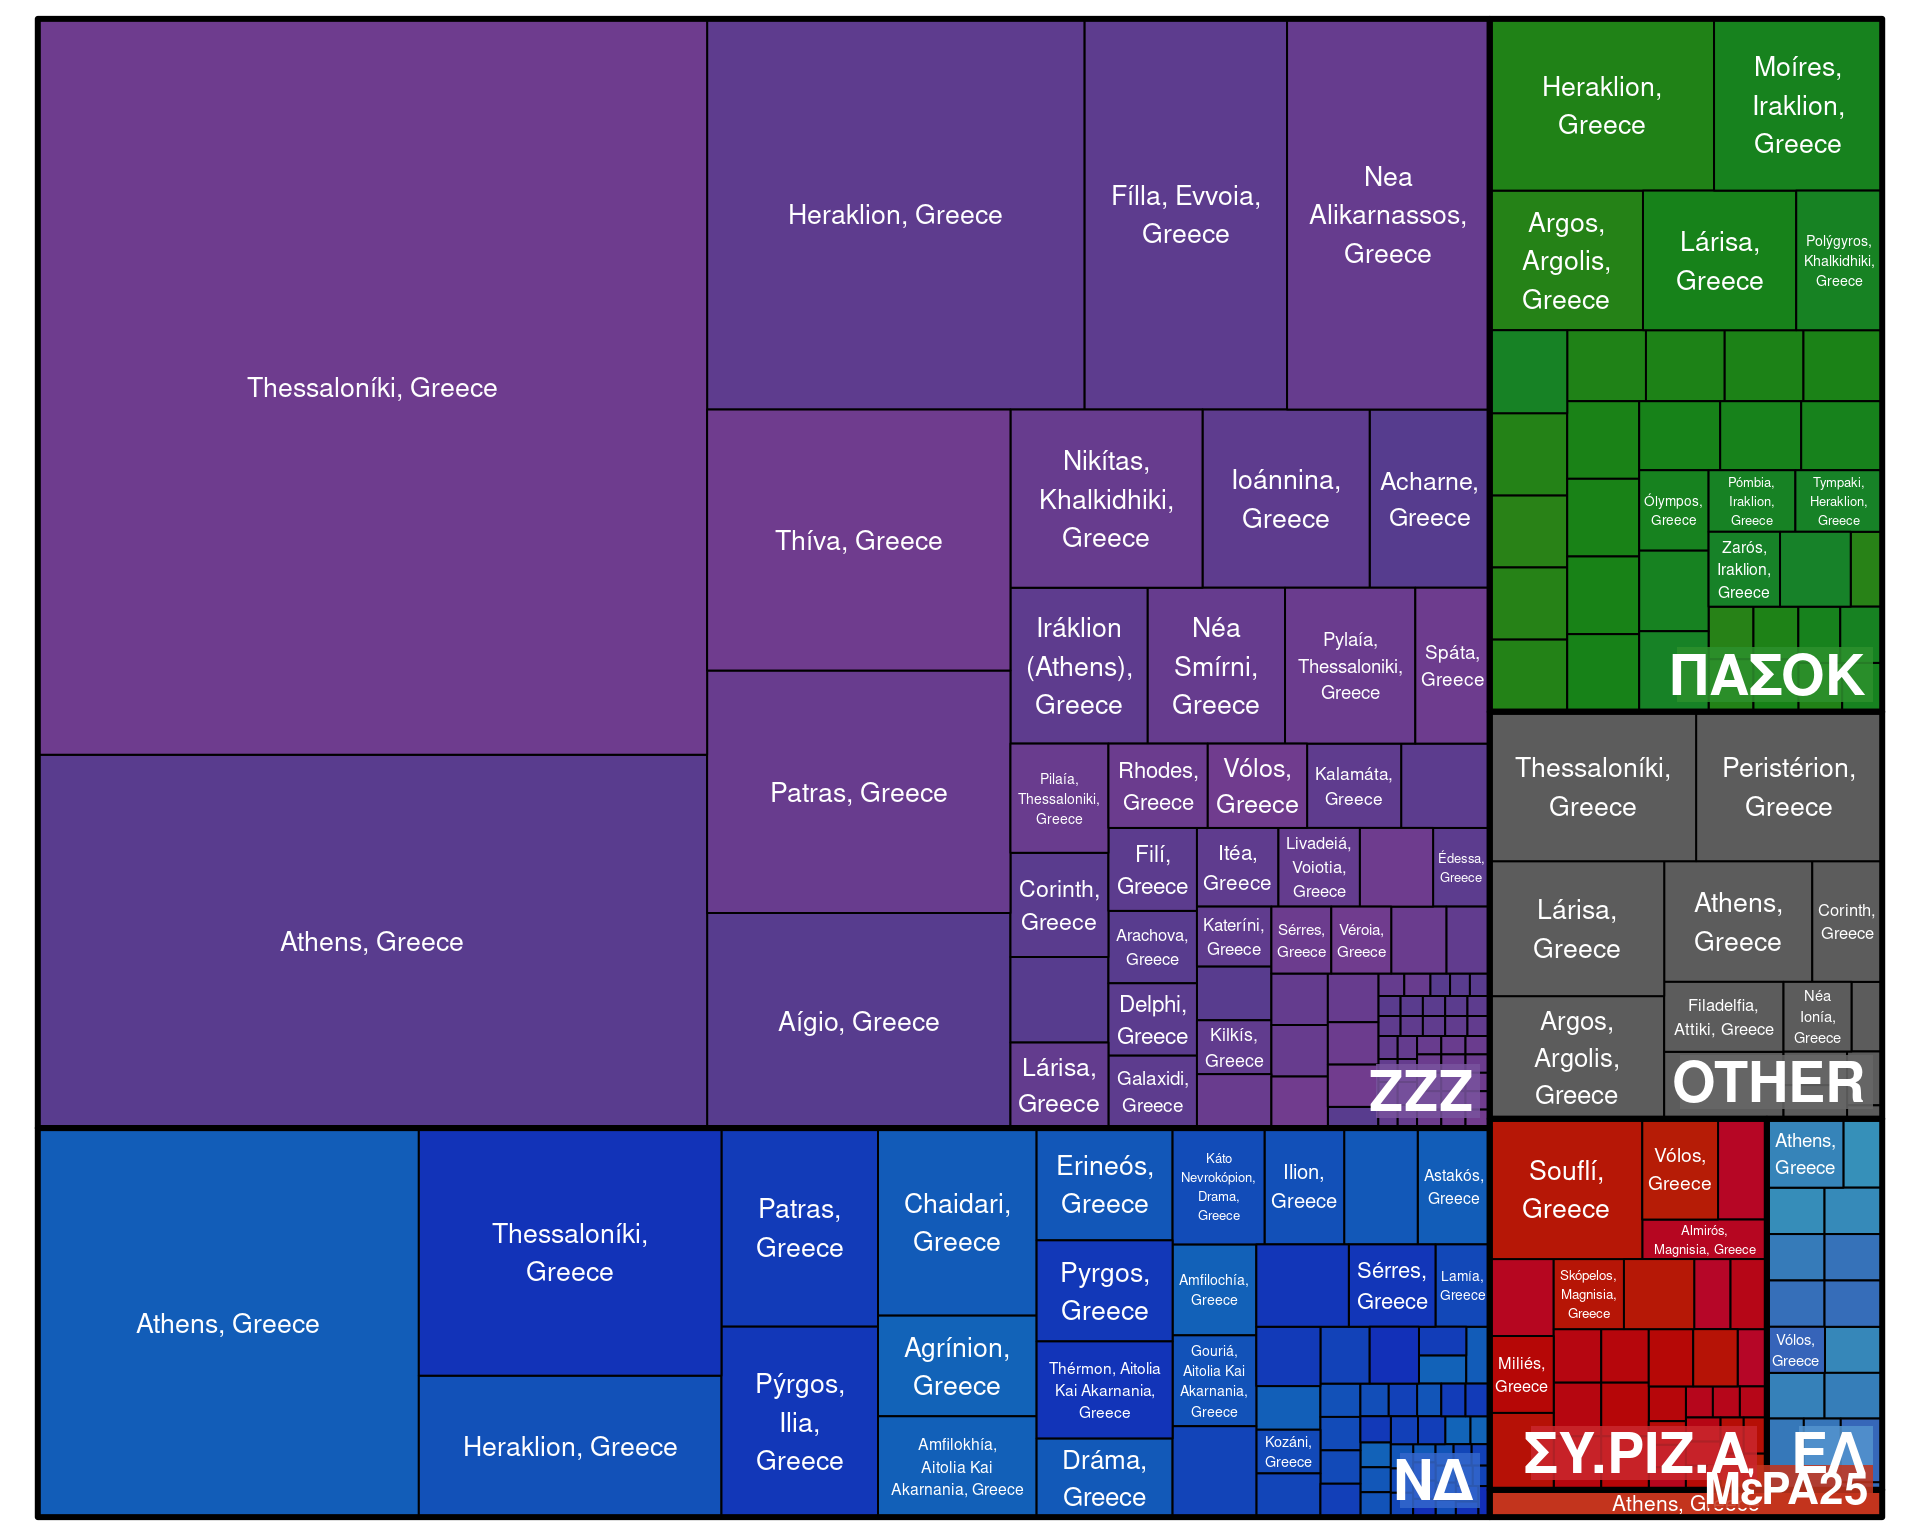 Thessaloníki, Greece
Athens, Greece
Heraklion, Greece
Fílla, Evvoia,
Greece
Nea
Alikarnassos,
Greece
Thíva, Greece
Patras, Greece
Aígio, Greece
Nikítas,
Khalkidhiki,
Greece
Ioánnina,
Greece
Acharne,
Greece
Iráklion
(Athens),
Greece
Néa
Smírni,
Greece
Pylaía,
Thessaloniki,
Greece
Spáta,
Greece
Pilaía,
Thessaloniki,
Greece
Rhodes,
Greece
Vólos,
Greece
Kalamáta,
Greece
Corinth,
Greece
Filí,
Greece
Itéa,
Greece
Livadeiá,
Voiotia,
Greece
Édessa,
Greece
Arachova,
Greece
Kateríni,
Greece
Sérres,
Greece
Véroia,
Greece
Delphi,
Greece
Kilkís,
Greece
Lárisa,
Greece
Galaxidi,
Greece
ZZZ
Athens, Greece
Thessaloníki,
Greece
Heraklion, Greece
Patras,
Greece
Pýrgos,
Ilia,
Greece
Chaidari,
Greece
Agrínion,
Greece
Amfilokhía,
Aitolia Kai
Akarnania, Greece
Erineós,
Greece
Pyrgos,
Greece
Thérmon, Aitolia
Kai Akarnania,
Greece
Dráma,
Greece
Káto
Nevrokópion,
Drama,
Greece
Ilion,
Greece
Astakós,
Greece
Amfilochía,
Greece
Sérres,
Greece
Lamía,
Greece
Gouriá,
Aitolia Kai
Akarnania,
Greece
Kozáni,
Greece
ΝΔ
Heraklion,
Greece
Moíres,
Iraklion,
Greece
Argos,
Argolis,
Greece
Lárisa,
Greece
Polýgyros,
Khalkidhiki,
Greece
Ólympos,
Greece
Pómbia,
Iraklion,
Greece
Tympaki,
Heraklion,
Greece
Zarós,
Iraklion,
Greece
ΠΑΣΟΚ
Thessaloníki,
Greece
Peristérion,
Greece
Lárisa,
Greece
Athens,
Greece
Corinth,
Greece
Argos,
Argolis,
Greece
Filadelfia,
Attiki, Greece
Néa
Ionía,
Greece
OTHER
Souflí,
Greece
Vólos,
Greece
Almirós,
Magnisia, Greece
Skópelos,
Magnisia,
Greece
Miliés,
Greece
ΣΥ.ΡΙΖ.Α
Athens,
Greece
Vólos,
Greece
ΕΛ
Athens, Greece
ΜέΡΑ25